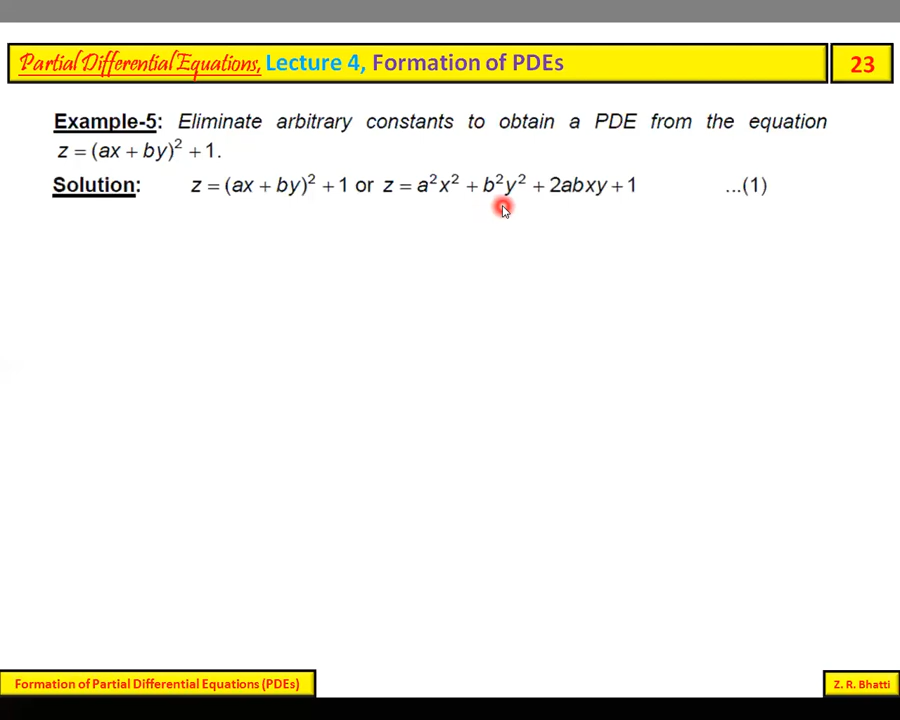 Partial Differential Equations, Lecture 4, Formation of PDEs 23
Example-5: Eliminate arbitrary constants to obtain a PDE from the equation
z = (ax + by)² + 1.
Solution: z = (ax + by)² + 1 or z = a²x² + b²y² + 2abxy + 1 ...(1)
Formation of Partial Differential Equations (PDEs) Z. R. Bhatti